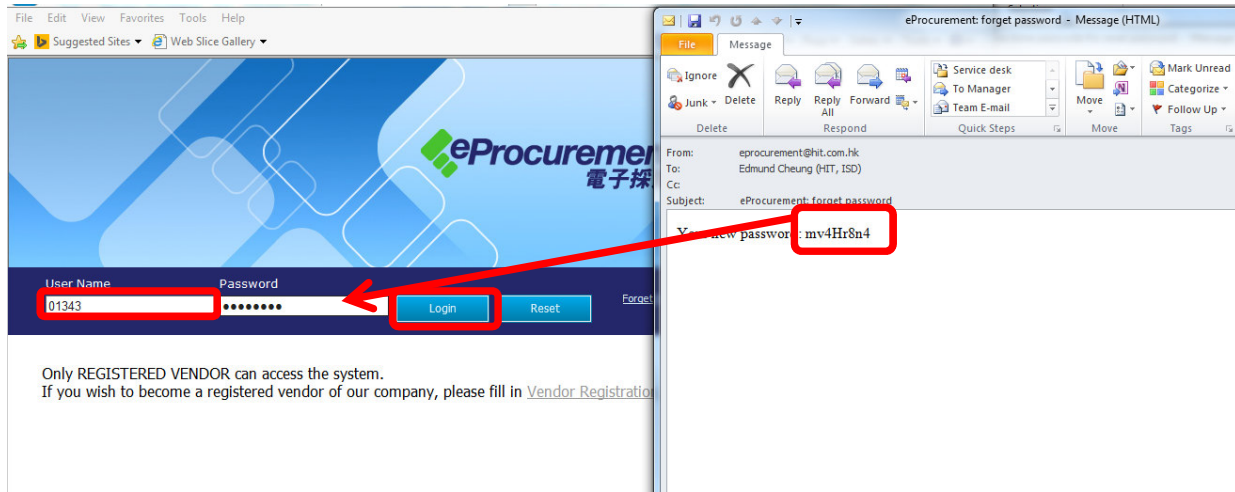 File Edit View Favorites Tools Help
Suggested Sites ▼ Web Slice Gallery ▼
eProcuremen
電子採
User Name Password
01343 ••••••••
Login Reset Forget
Only REGISTERED VENDOR can access the system.
If you wish to become a registered vendor of our company, please fill in Vendor Registration
eProcurement: forget password - Message (HTML)
File Message
Ignore
Junk
Delete
Reply
Reply All
Forward
Delete
Respond
Service desk
To Manager
Team E-mail
Quick Steps
Move
Move
Mark Unread
Categorize
Follow Up
Tags
From: eprocurement@hit.com.hk
To: Edmund Cheung (HIT, ISD)
Cc:
Subject: eProcurement: forget password
new password: mv4Hr8n4